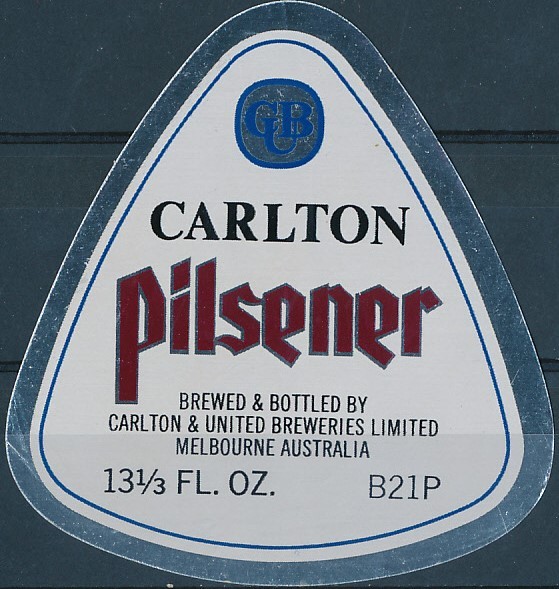 CUB
CARLTON
Pilsener
BREWED & BOTTLED BY
CARLTON & UNITED BREWERIES LIMITED
MELBOURNE AUSTRALIA
13⅓ FL. OZ. B21P